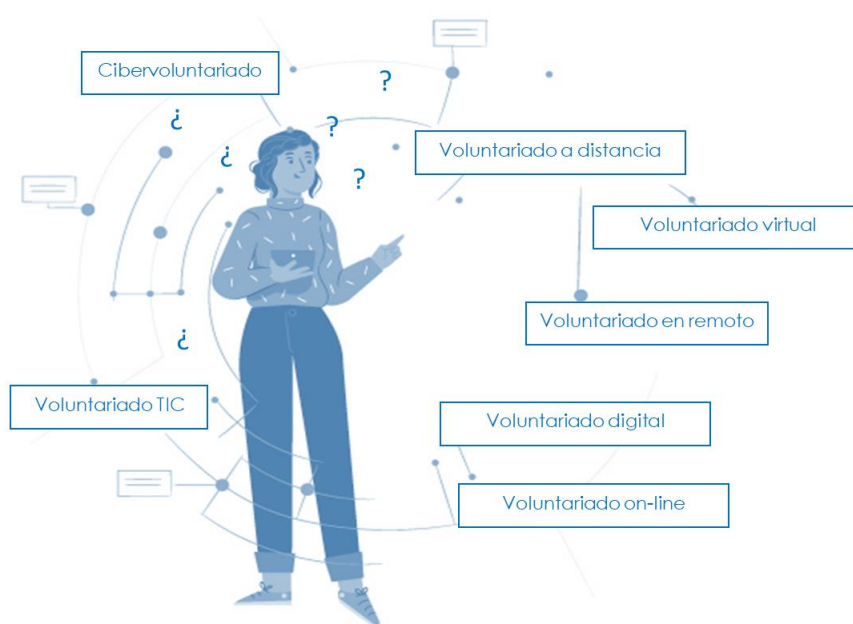 Cibervoluntariado
?
¿
?
¿
Voluntariado a distancia
?
Voluntariado virtual
Voluntariado en remoto
¿
Voluntariado TIC
Voluntariado digital
Voluntariado on-line